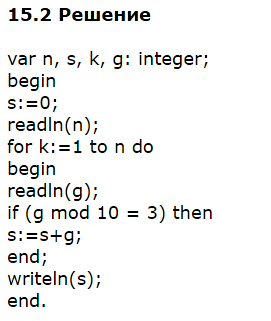 15.2 Решение
var n, s, k, g: integer;
begin
s:=0;
readln(n);
for k:=1 to n do
begin
readln(g);
if (g mod 10 = 3) then
s:=s+g;
end;
writeln(s);
end.